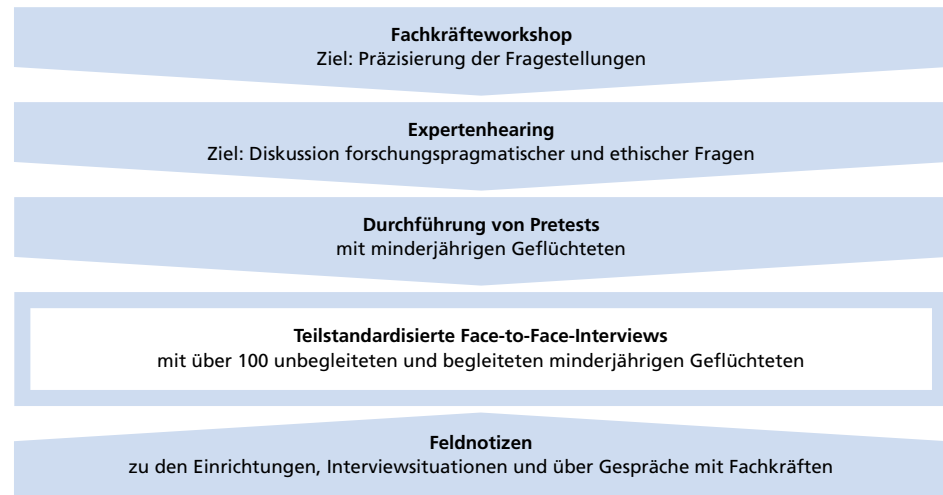 Fachkräfteworkshop
Ziel: Präzisierung der Fragestellungen
Expertenhearing
Ziel: Diskussion forschungspragmatischer und ethischer Fragen
Durchführung von Pretests
mit minderjährigen Geflüchteten
Teilstandardisierte Face-to-Face-Interviews
mit über 100 unbegleiteten und begleiteten minderjährigen Geflüchteten
Feldnotizen
zu den Einrichtungen, Interviewsituationen und über Gespräche mit Fachkräften